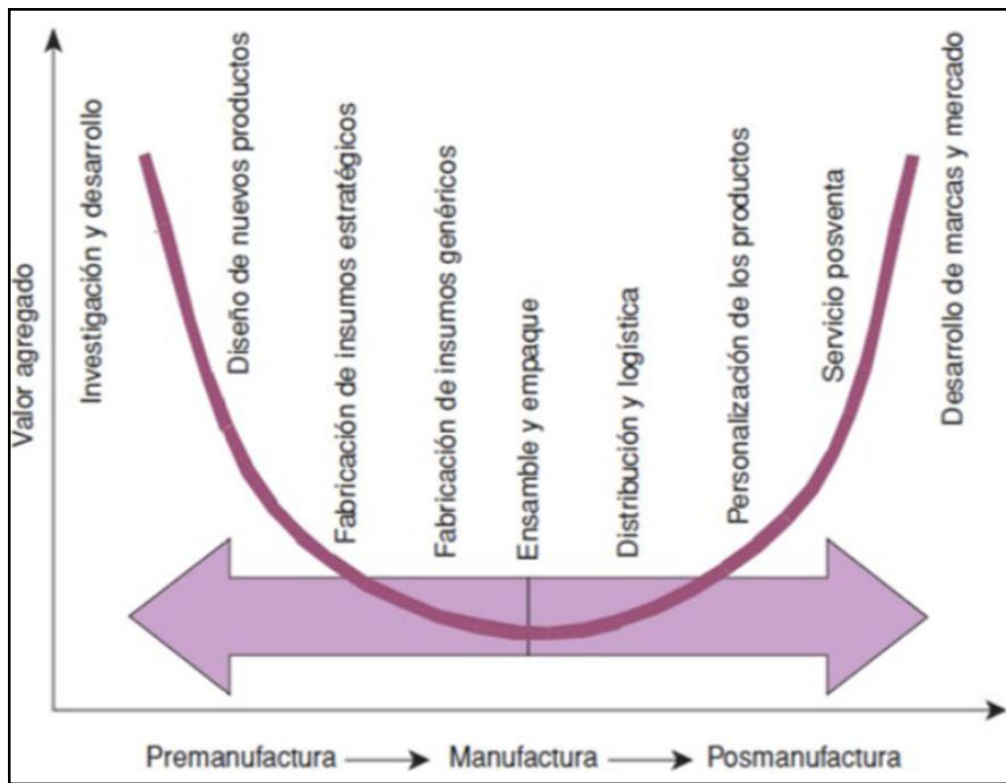 Valor agregado
Investigación y desarrollo
Diseño de nuevos productos
Fabricación de insumos estratégicos
Fabricación de insumos genéricos
Ensamble y empaque
Distribución y logística
Personalización de los productos
Servicio posventa
Desarrollo de marcas y mercado
Premanufactura Manufactura Posmanufactura